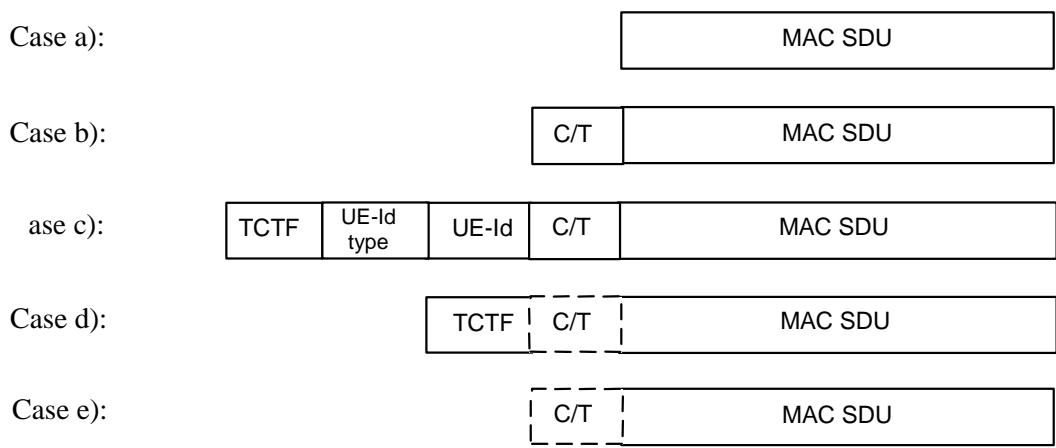 Case a): MAC SDU
Case b): C/T MAC SDU
ase c): TCTF UE-Id type UE-Id C/T MAC SDU
Case d): TCTF C/T MAC SDU
Case e): C/T MAC SDU